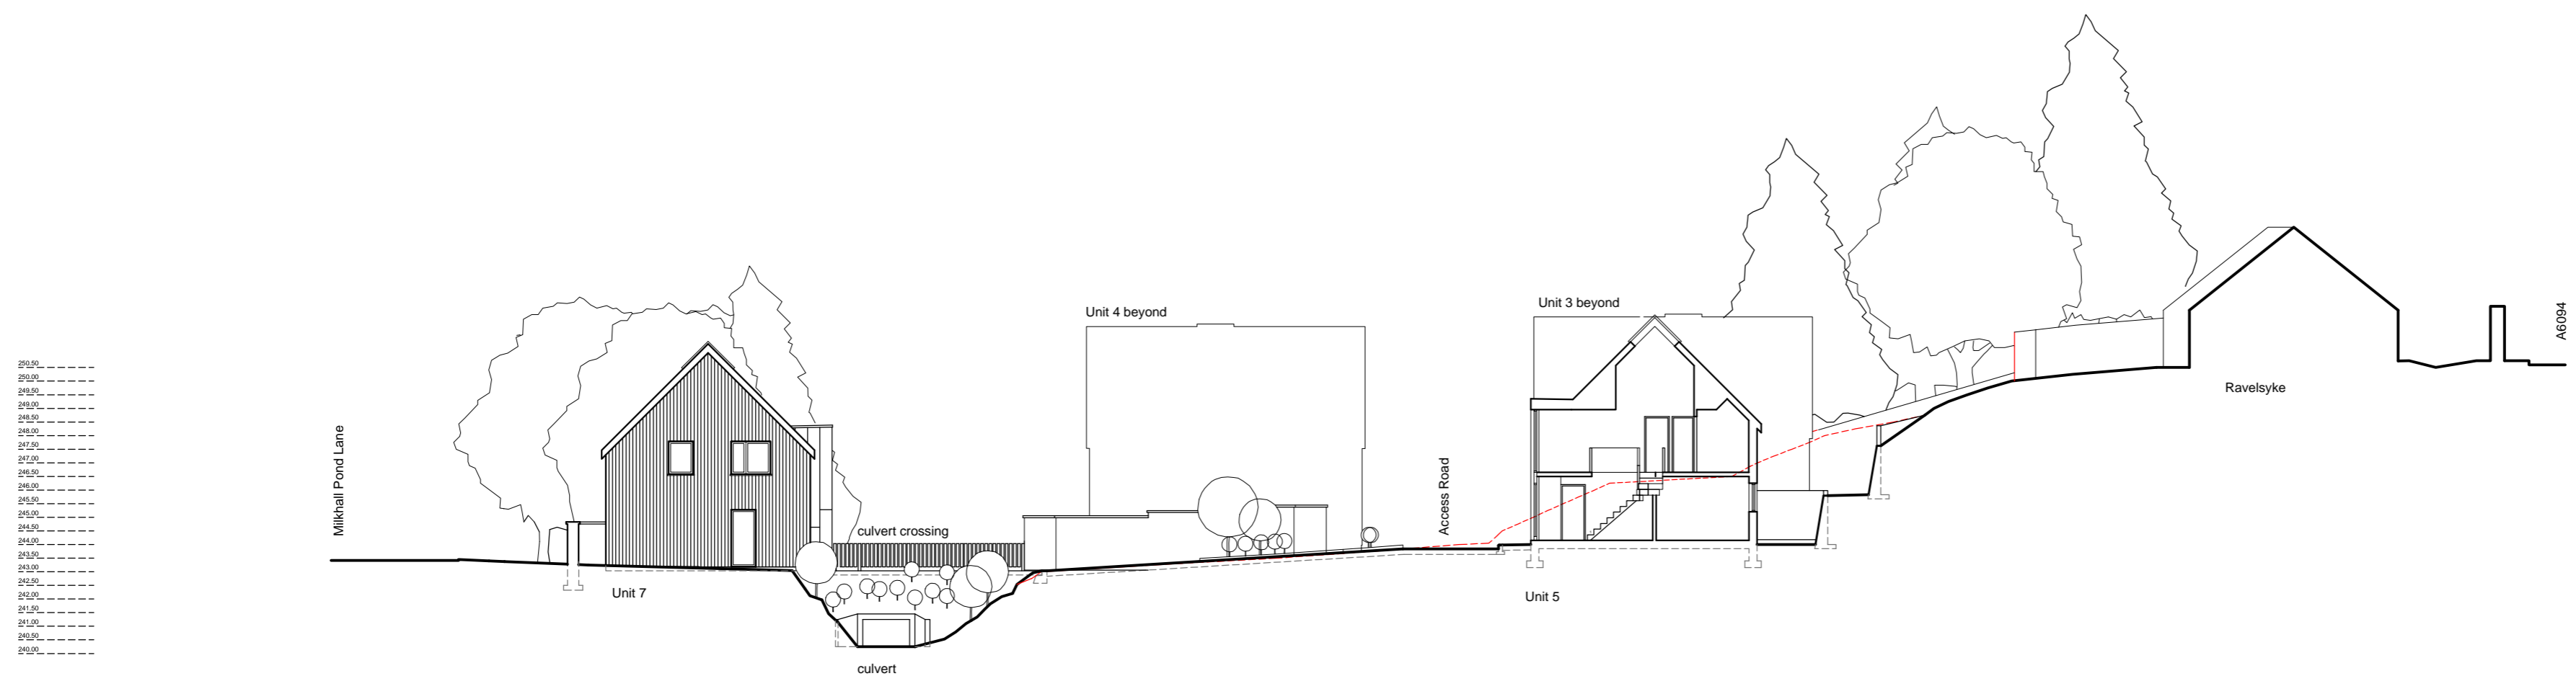 Unit 4 beyond
Unit 3 beyond
A6094
Ravelsyke
Milkhall Pond Lane
Access Road
culvert crossing
Unit 7
Unit 5
culvert
250.50
250.00
249.50
249.00
248.50
248.00
247.50
247.00
246.50
246.00
245.50
245.00
244.50
244.00
243.50
243.00
242.50
242.00
241.50
241.00
240.50
240.00